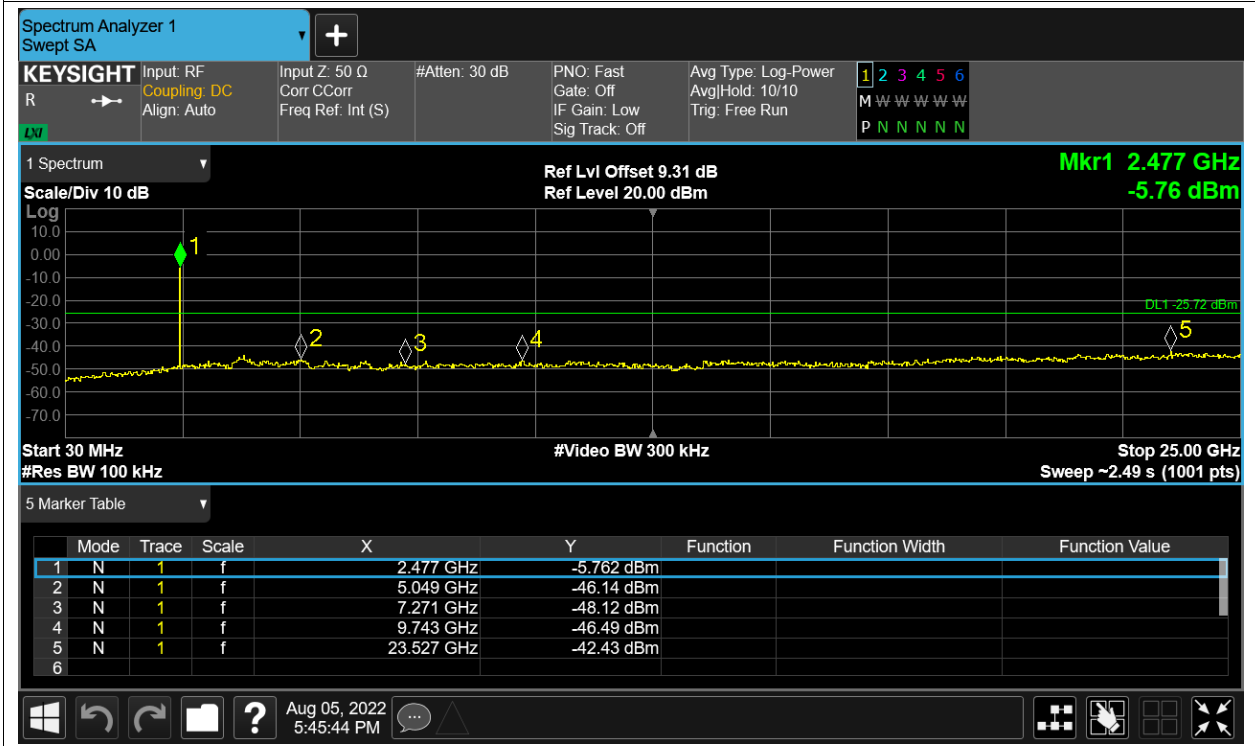 Spectrum Analyzer 1
Swept SA
+
KEYSIGHT
R
LXI
Input: RF
Coupling: DC
Align: Auto
Input Z: 50 Ω
Corr CCorr
Freq Ref: Int (S)
#Atten: 30 dB
PNO: Fast
Gate: Off
IF Gain: Low
Sig Track: Off
Avg Type: Log-Power
Avg|Hold: 10/10
Trig: Free Run
1 2 3 4 5 6
M W W W W W
P N N N N N
1 Spectrum
Scale/Div 10 dB
Ref Lvl Offset 9.31 dB
Ref Level 20.00 dBm
Mkr1 2.477 GHz
-5.76 dBm
Log
10.0
0.00
-10.0
-20.0
-30.0
-40.0
-50.0
-60.0
-70.0
1
2
3
4
5
DL1 -25.72 dBm
Start 30 MHz
#Res BW 100 kHz
#Video BW 300 kHz
Stop 25.00 GHz
Sweep ~2.49 s (1001 pts)
5 Marker Table
Mode Trace Scale X Y Function Function Width Function Value
1 N 1 f 2.477 GHz -5.762 dBm
2 N 1 f 5.049 GHz -46.14 dBm
3 N 1 f 7.271 GHz -48.12 dBm
4 N 1 f 9.743 GHz -46.49 dBm
5 N 1 f 23.527 GHz -42.43 dBm
6
?
Aug 05, 2022
5:45:44 PM